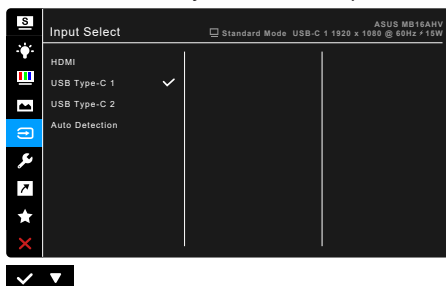 S
Input Select
ASUS MB16AHV
Standard Mode USB-C 1 1920 x 1080 @ 60Hz 15W
HDMI
USB Type-C 1
USB Type-C 2
Auto Detection